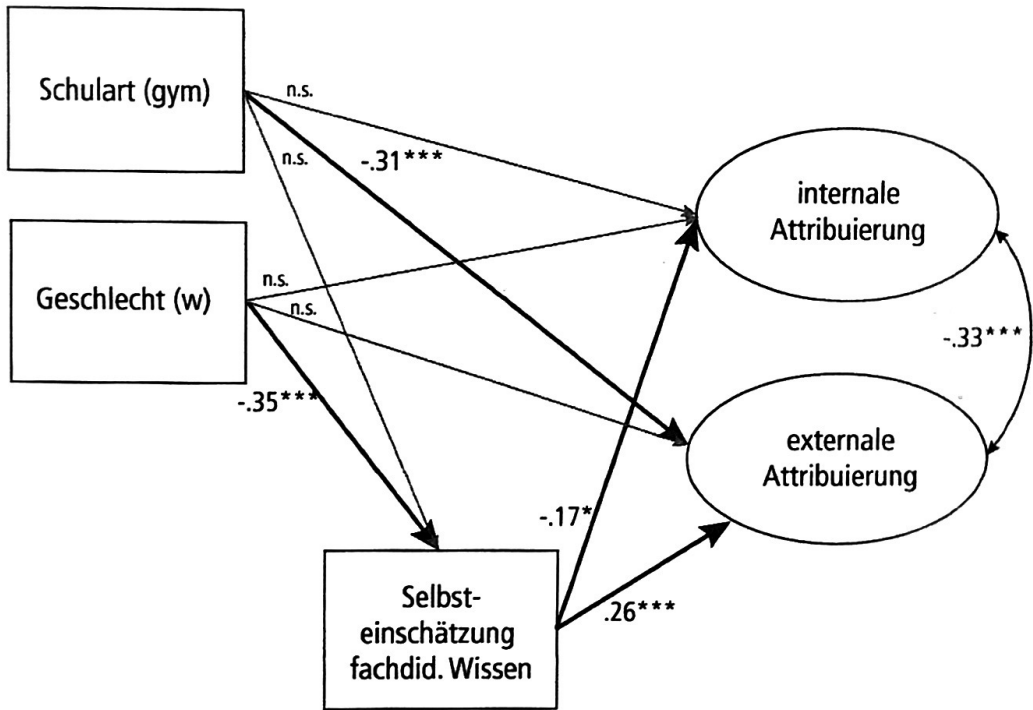 Schulart (gym)
n.s.
n.s.
-.31***
internale
Attribuierung
Geschlecht (w)
n.s.
n.s.
-.33***
-.35***
externale
Attribuierung
-.17*
.26***
Selbst-
einschätzung
fachdid. Wissen